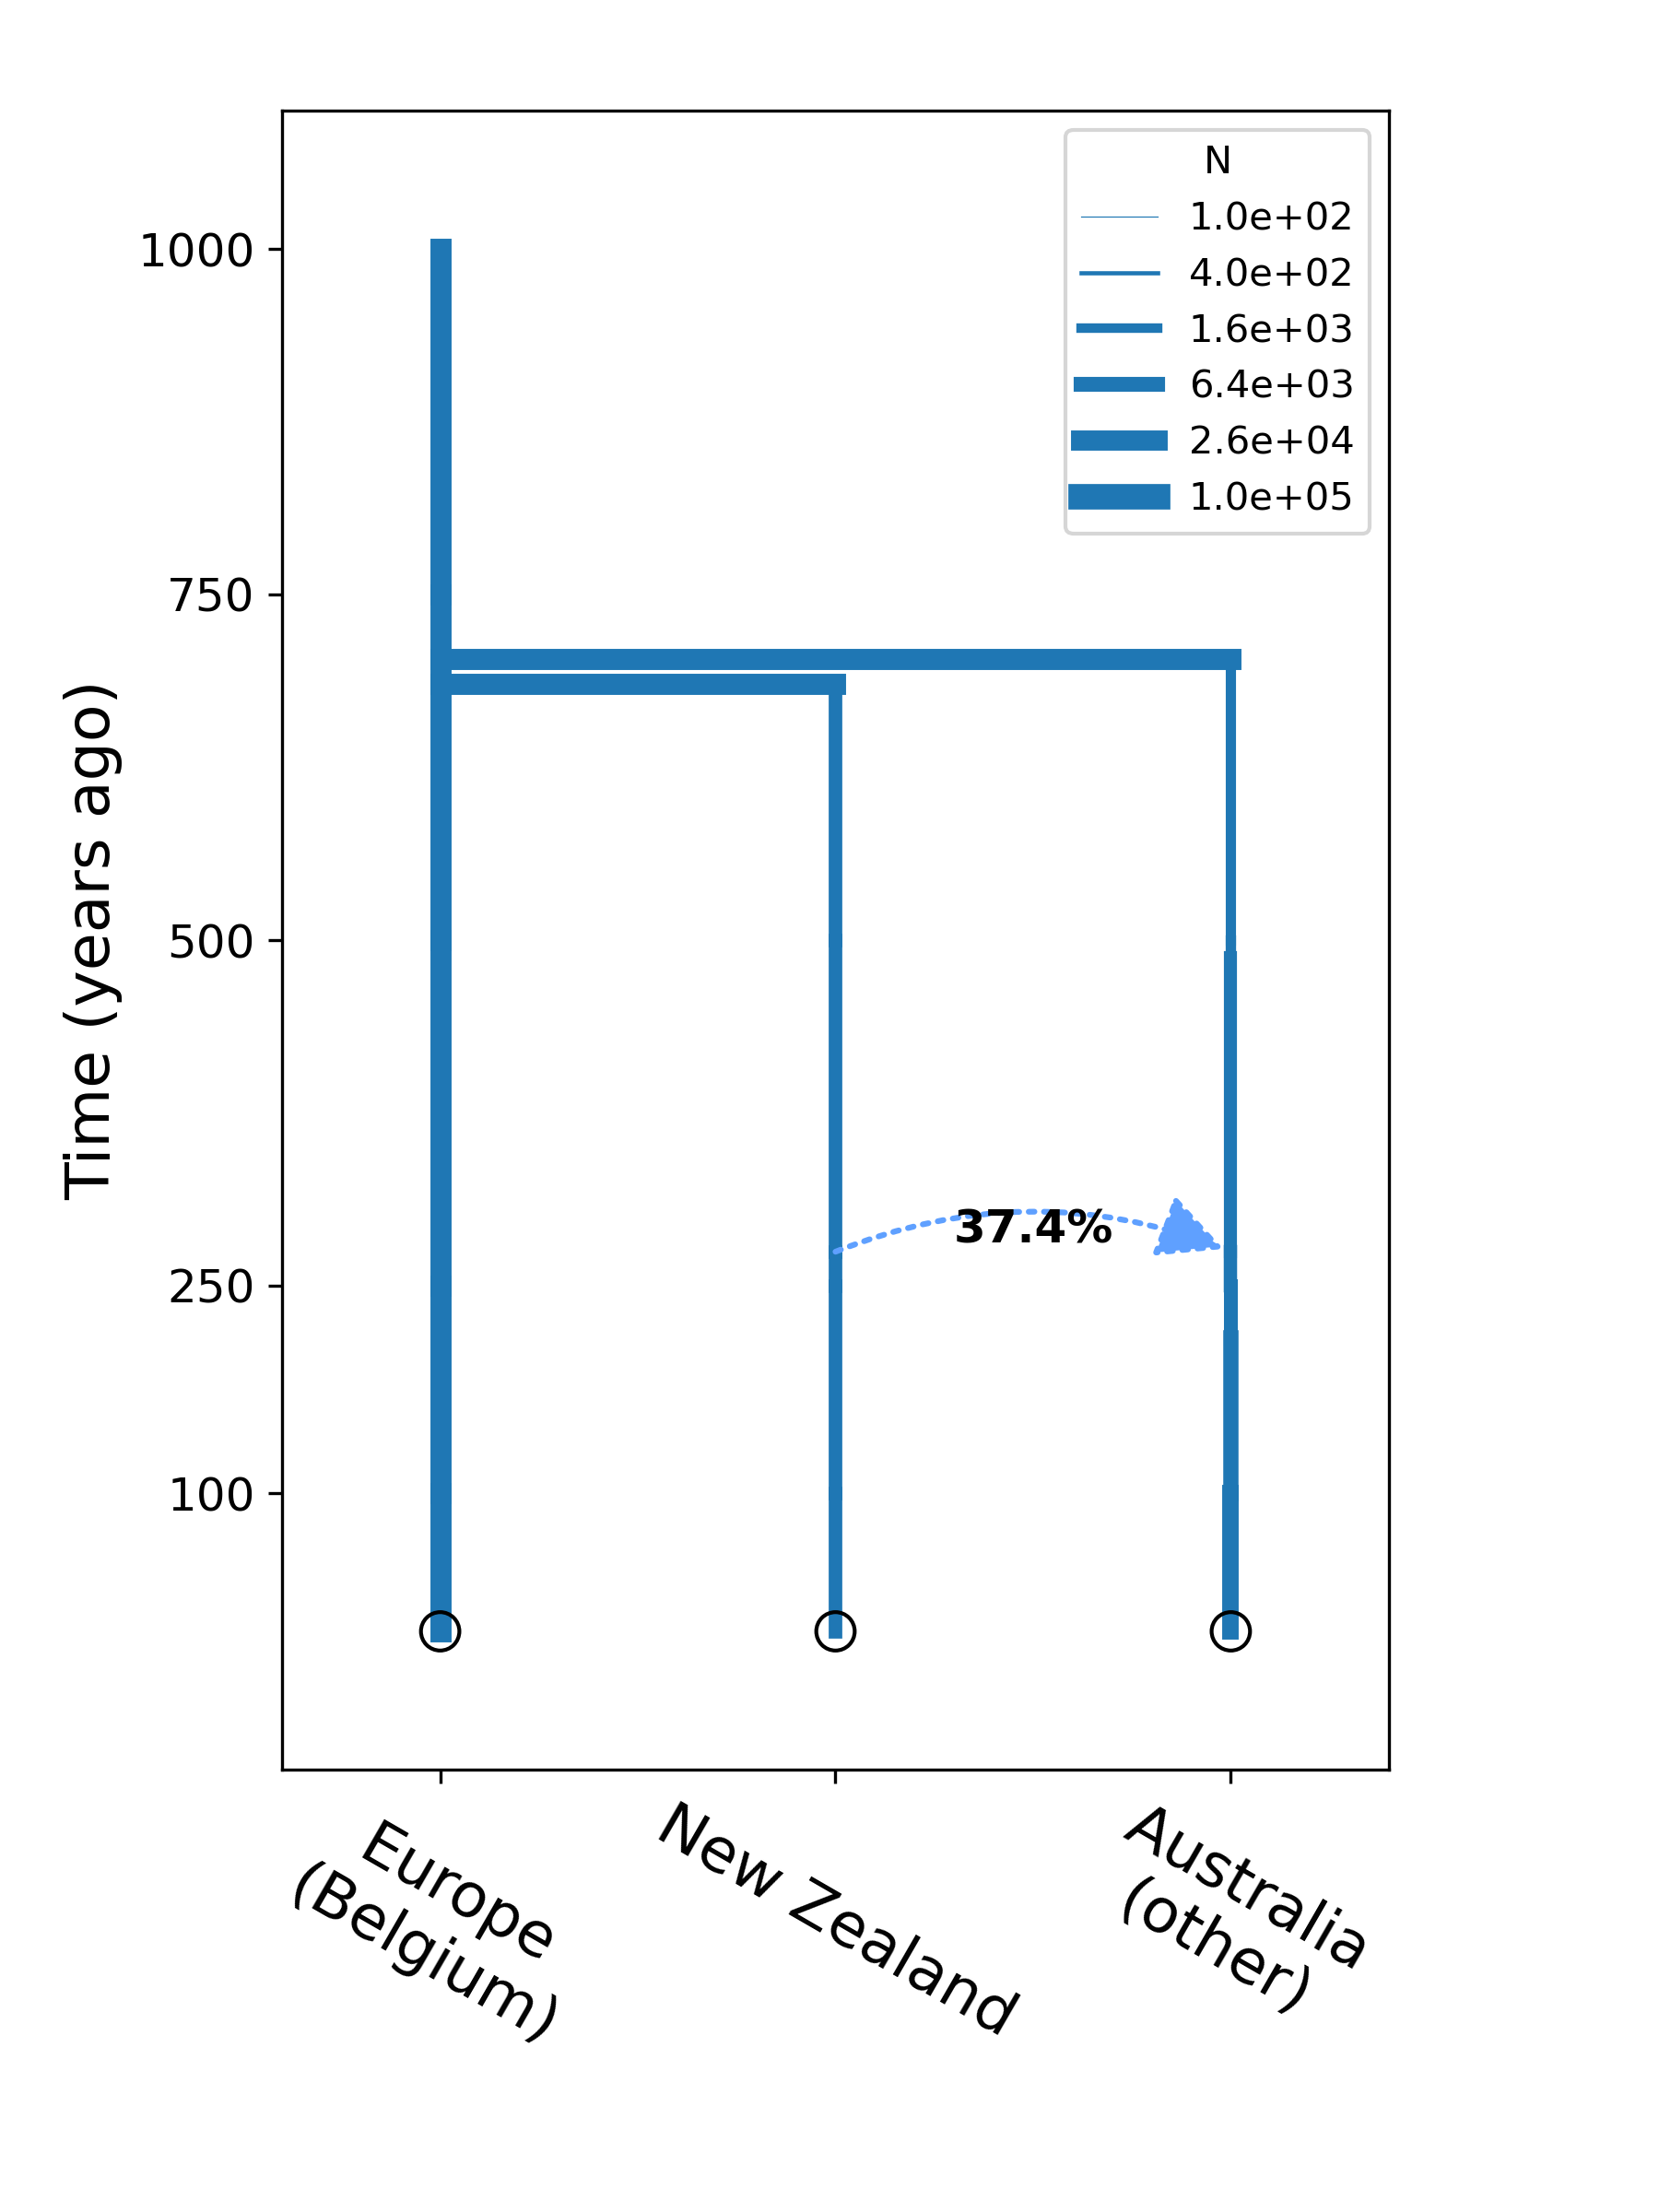 N
1.0e+02
4.0e+02
1.6e+03
6.4e+03
2.6e+04
1.0e+05
Time (years ago)
1000
750
500
250
100
37.4%
Europe
(Belgium)
New Zealand
Australia
(other)